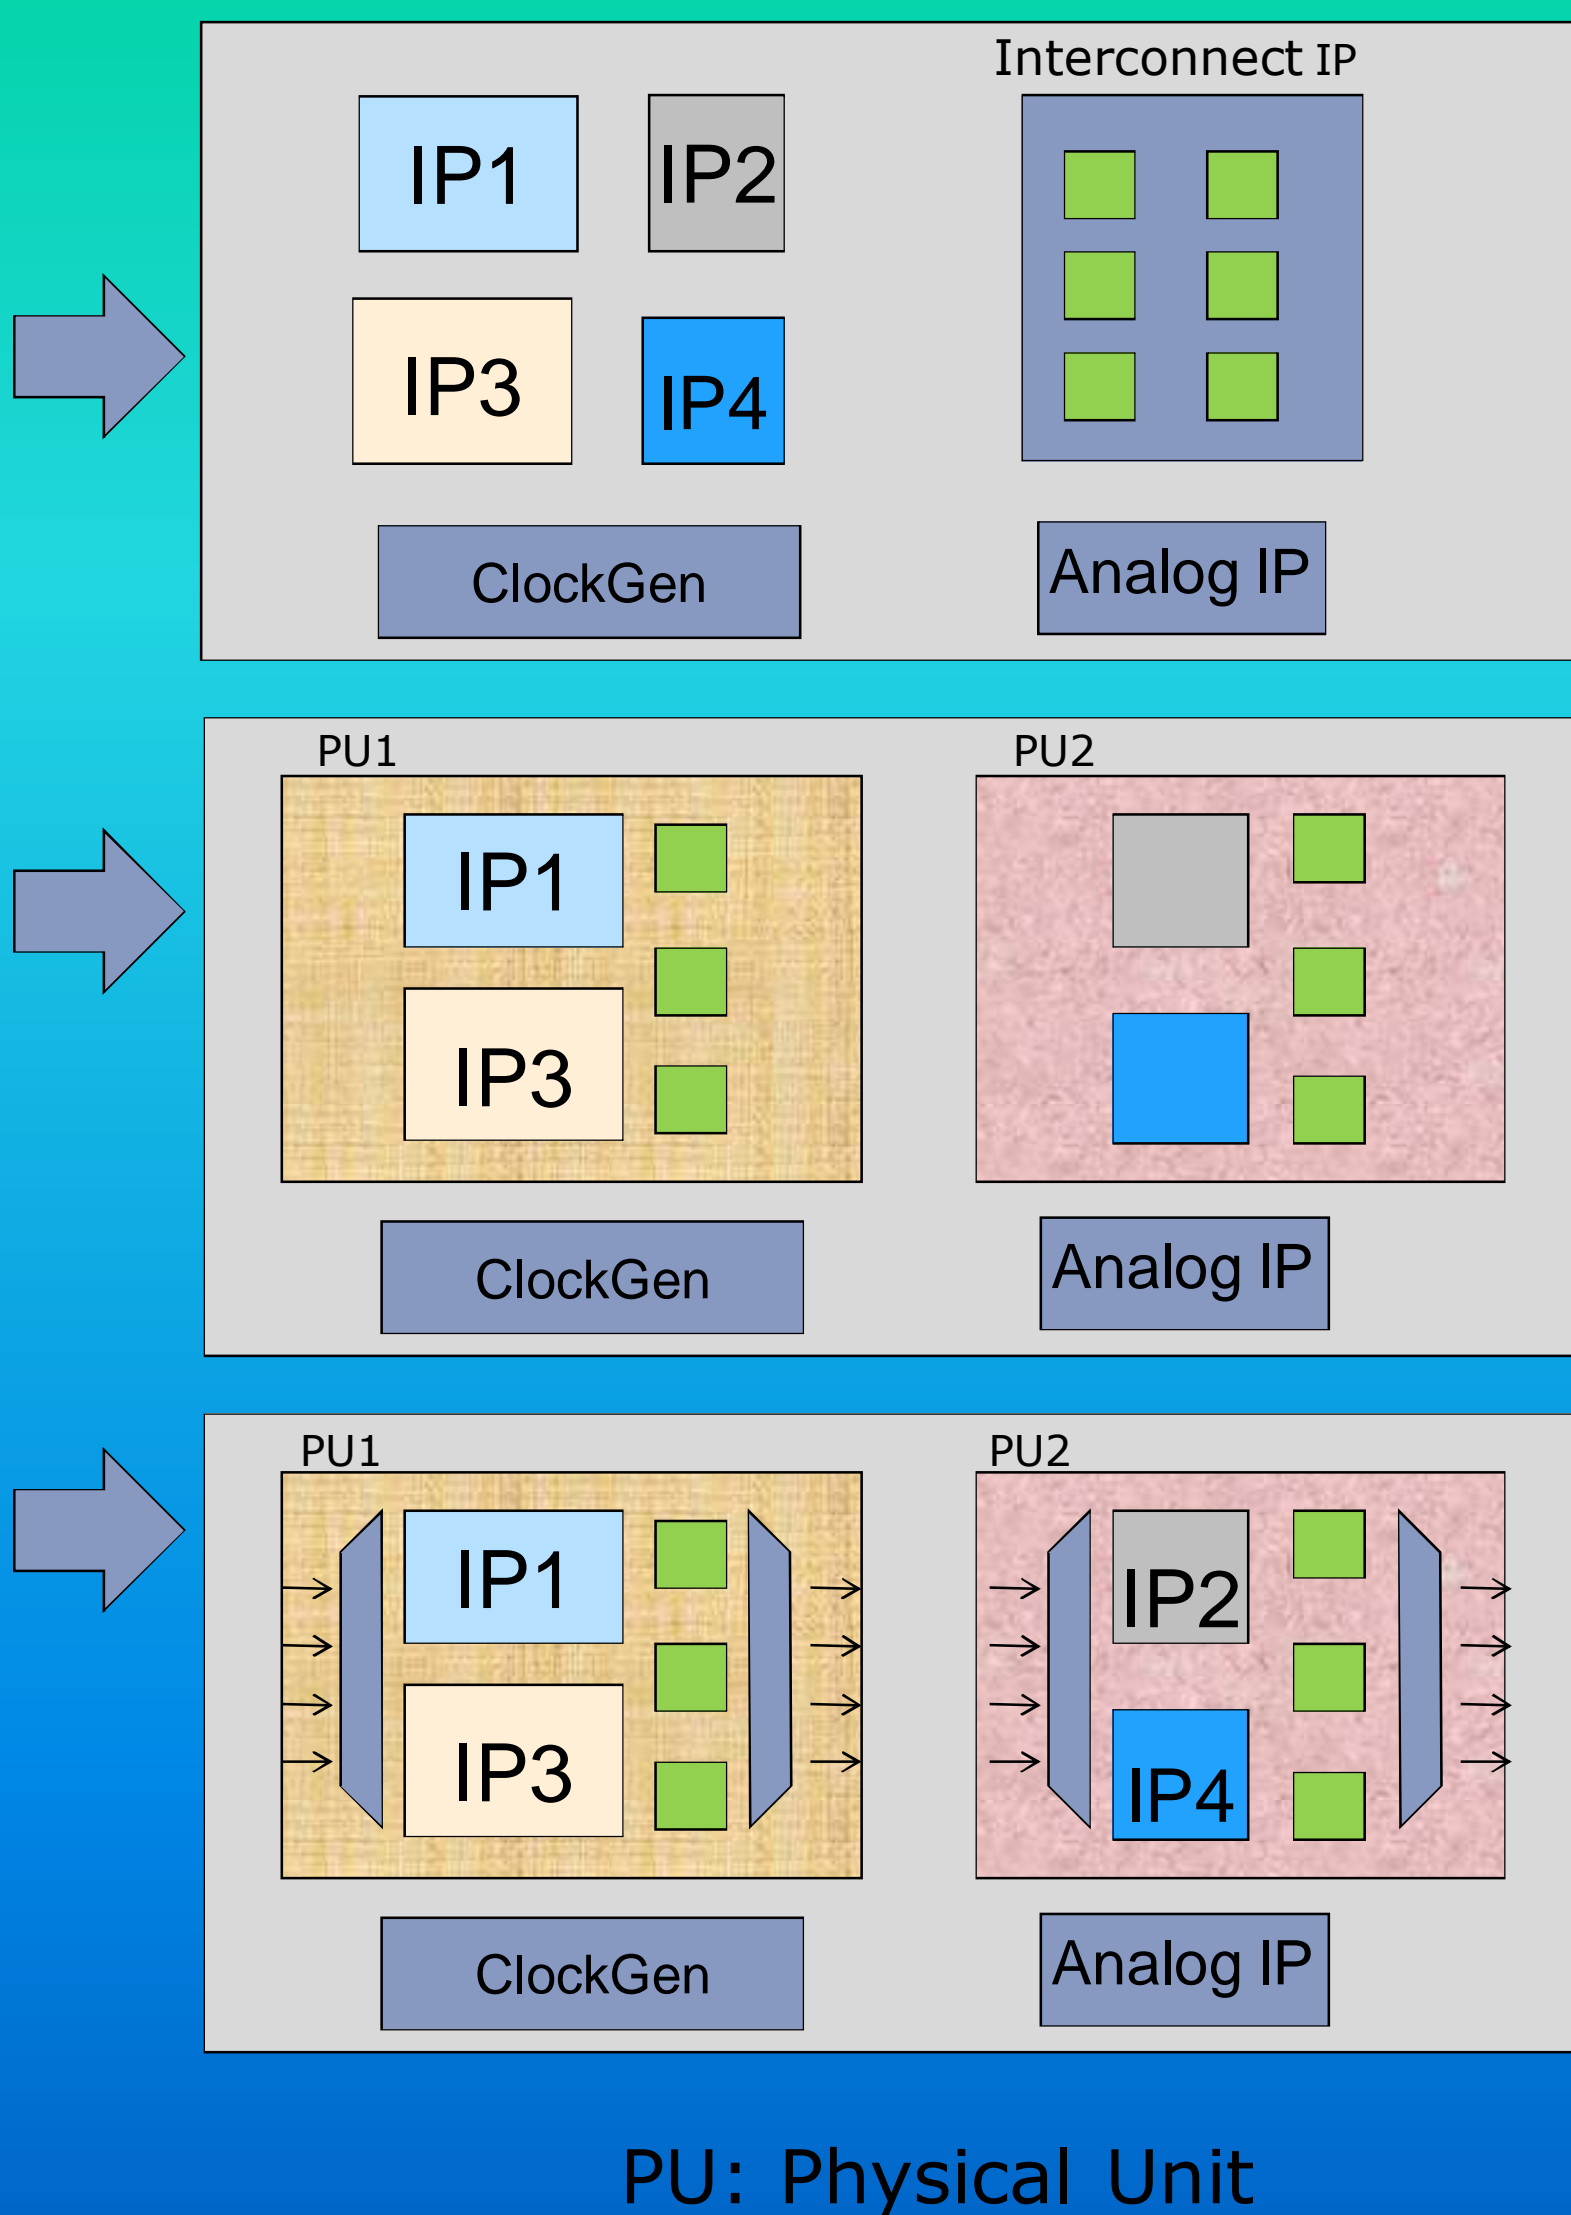 Interconnect IP
IP1
IP2
IP3
IP4
ClockGen
Analog IP
PU1
PU2
IP1
IP3
ClockGen
Analog IP
PU1
PU2
IP1
IP2
IP3
IP4
ClockGen
Analog IP
PU: Physical Unit